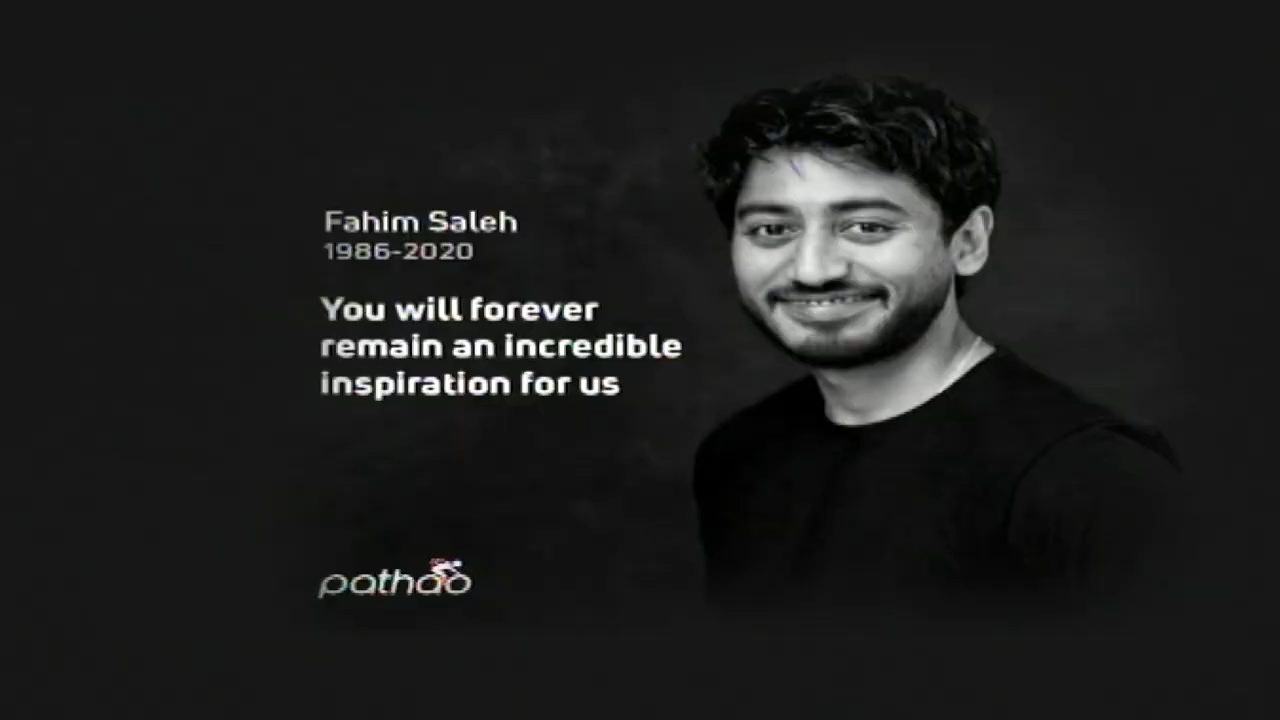 Fahim Saleh
1986-2020
You will forever
remain an incredible
inspiration for us
pathao